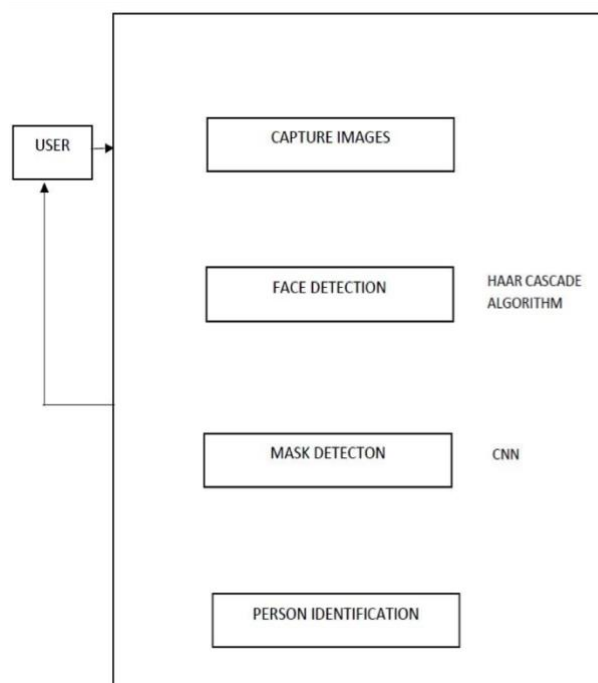 USER
CAPTURE IMAGES
FACE DETECTION
HAAR CASCADE
ALGORITHM
MASK DETECTON
CNN
PERSON IDENTIFICATION